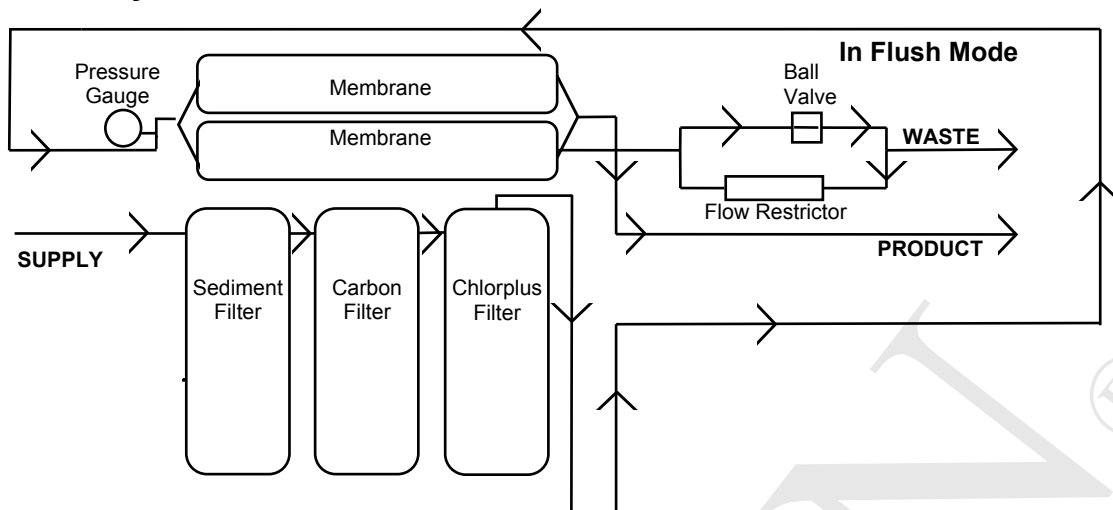 In Flush Mode
Pressure
Gauge
Membrane
Membrane
Ball
Valve
WASTE
Flow Restrictor
PRODUCT
SUPPLY
Sediment
Filter
Carbon
Filter
Chlorplus
Filter